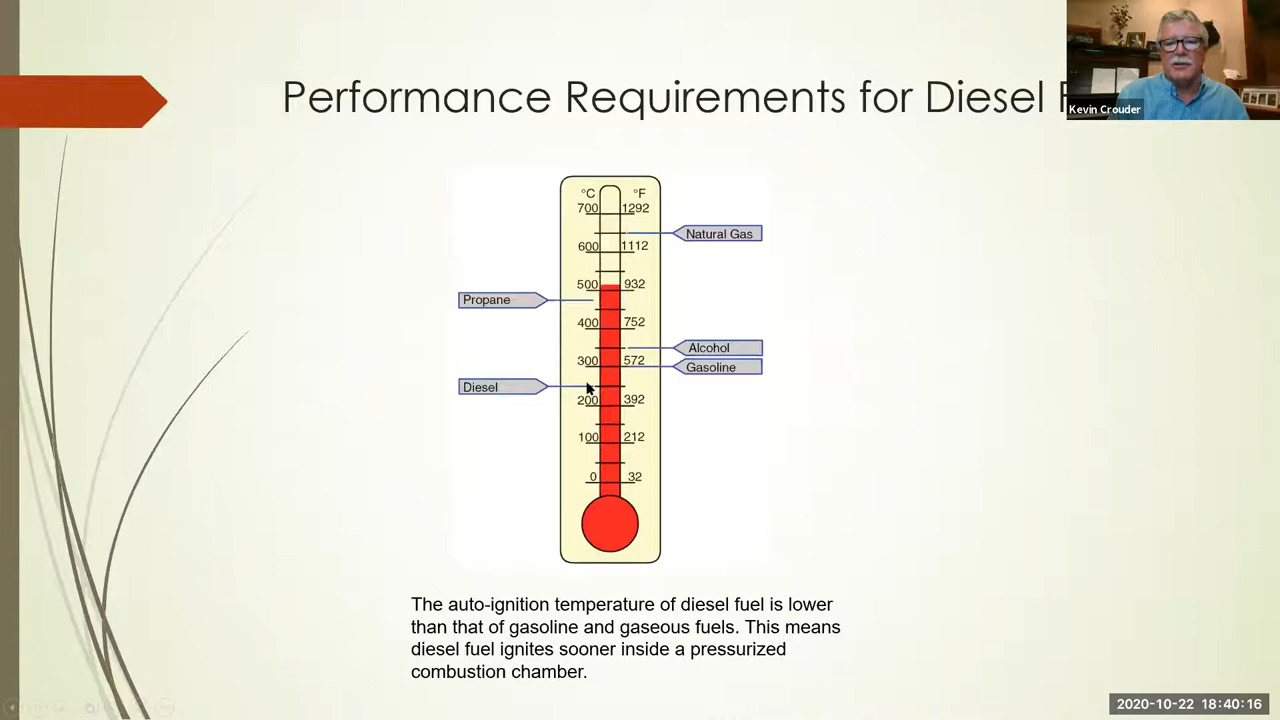 Performance Requirements for Diesel
Kevin Crouder
°C °F
700 1292
Natural Gas
600 1112
500 932
Propane
400 752
Alcohol
300 572
Gasoline
Diesel
200 392
100 212
0 32
The auto-ignition temperature of diesel fuel is lower
than that of gasoline and gaseous fuels. This means
diesel fuel ignites sooner inside a pressurized
combustion chamber.
2020-10-22 18:40:16